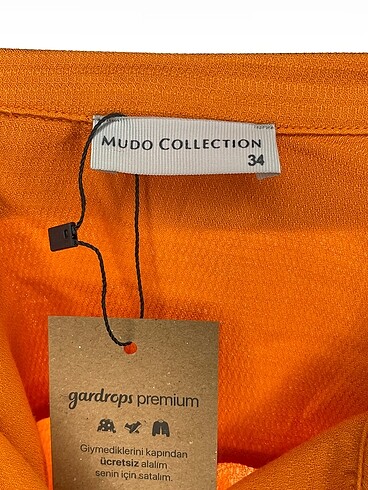 MUDO COLLECTION
34
gardrops premium
Giymediklerini kapından
ücretsiz alalım
senin için satalım.